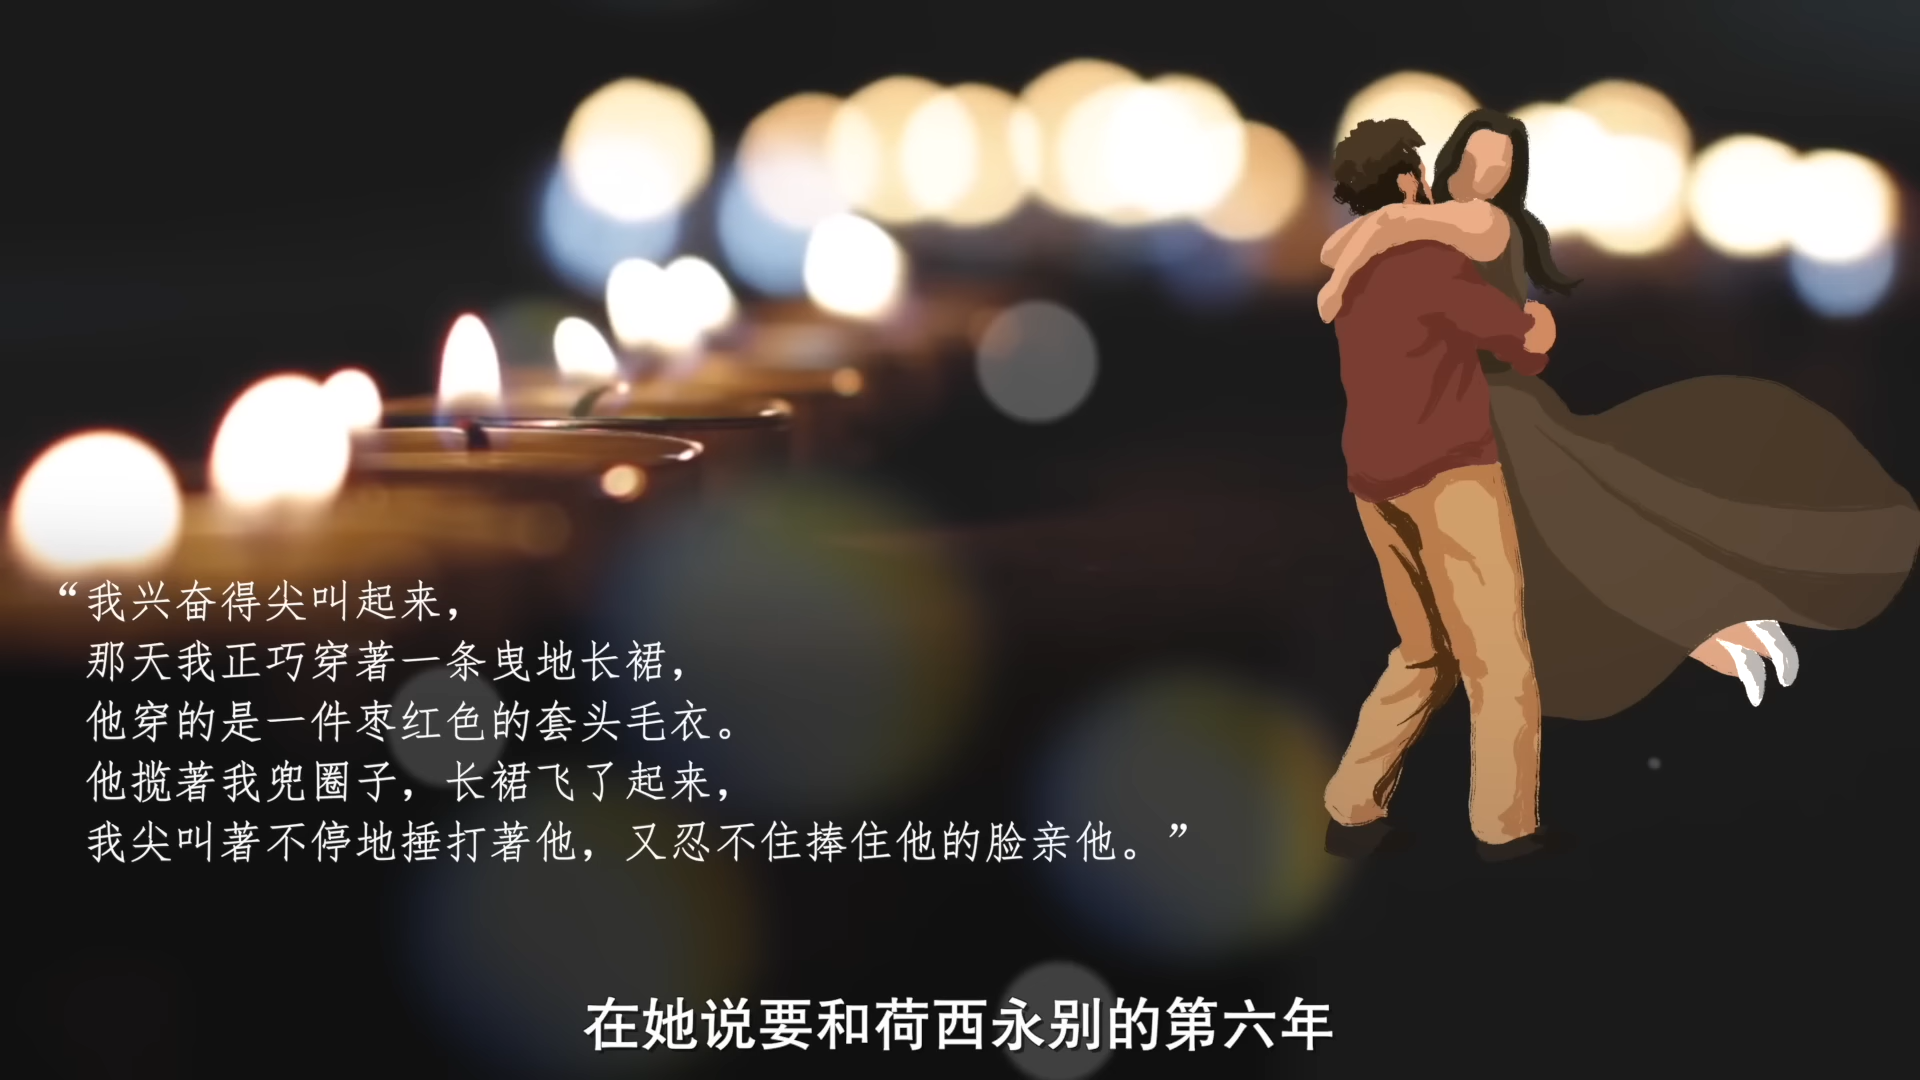 “我兴奋得尖叫起来，
那天我正巧穿著一条曳地长裙，
他穿的是一件枣红色的套头毛衣。
他揽著我兜圈子，长裙飞了起来，
我尖叫著不停地捶打著他，又忍不住捧住他的脸亲他。”
在她说要和荷西永别的第六年